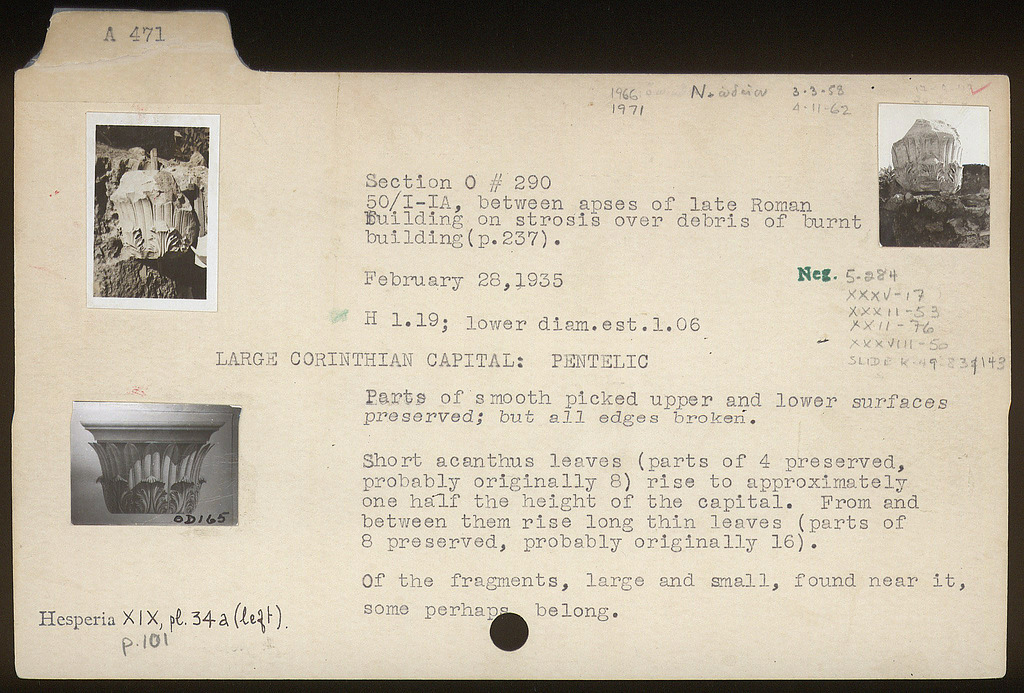 A 471
1966
1971
3·3·58
4·11·62
Section O # 290
50/I-IA, between apses of late Roman
Building on strosis over debris of burnt
building(p.237).
February 28,1935
Neg. 5-284
XXXV-17
XXXII-53
XXII-76
XXXVIII-50
SLIDE K-49-83
H 1.19; lower diam.est.1.06
LARGE CORINTHIAN CAPITAL: PENTELIC
Parts of smooth picked upper and lower surfaces
preserved; but all edges broken.
Short acanthus leaves (parts of 4 preserved,
probably originally 8) rise to approximately
one half the height of the capital. From and
between them rise long thin leaves (parts of
8 preserved, probably originally 16).
OD165
Of the fragments, large and small, found near it,
some perhaps belong.
Hesperia XIX, pl. 34a (left).
p.101